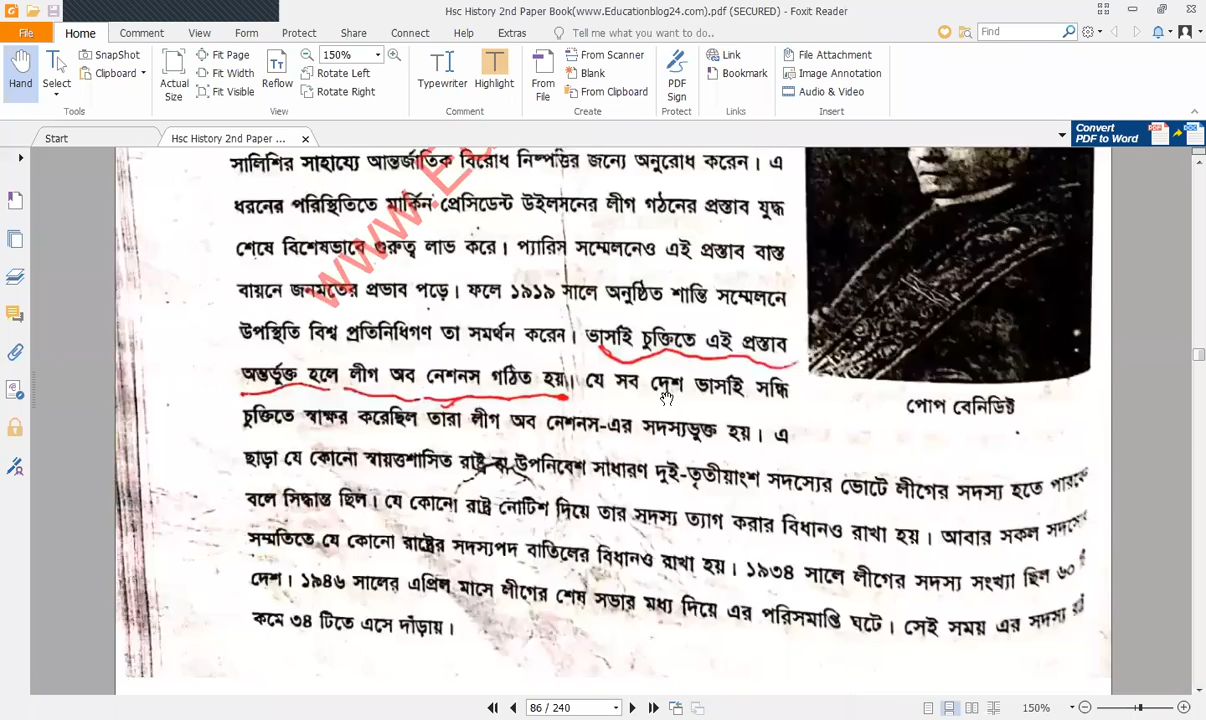 Hsc History 2nd Paper Book(www.Educationblog24.com).pdf (SECURED) - Foxit Reader
File Home Comment View Form Protect Share Connect Help Extras Tell me what you want to do.. Find
Hand Select SnapShot Clipboard Actual Size Fit Page Fit Width Fit Visible Reflow 150% Rotate Left Rotate Right Typewriter Highlight From File From Scanner Blank From Clipboard PDF Sign Link Bookmark File Attachment Image Annotation Audio & Video
Tools View Comment Create Protect Links Insert
Start Hsc History 2nd Paper ... Convert PDF to Word
সালিশির সাহায্যে আন্তর্জাতিক বিরোধ নিষ্পত্তির জন্যে অনুরোধ করেন। এ
ধরনের পরিস্থিতিতে মার্কিন প্রেসিডেন্ট উইলসনের লীগ গঠনের প্রস্তাব যুদ্ধ
শেষে বিশেষভাবে গুরুত্ব লাভ করে। প্যারিস সম্মেলনেও এই প্রস্তাব বাস্ত
বায়নে জনমতের প্রভাব পড়ে। ফলে ১৯১৯ সালে অনুষ্ঠিত শান্তি সম্মেলনে
উপস্থিতি বিশ্ব প্রতিনিধিগণ তা সমর্থন করেন। ভার্সাই চুক্তিতে এই প্রস্তাব
অন্তর্ভুক্ত হলে লীগ অব নেশনস গঠিত হয়। যে সব দেশ ভার্সাই সন্ধি
চুক্তিতে স্বাক্ষর করেছিল তারা লীগ অব নেশনস-এর সদস্যভুক্ত হয়। এ
পোপ বেনিডিক্ট
ছাড়া যে কোনো স্বায়ত্তশাসিত রাষ্ট্র বা উপনিবেশ সাধারণ দুই-তৃতীয়াংশ সদস্যের ভোটে লীগের সদস্য হতে পারবে
বলে সিদ্ধান্ত ছিল। যে কোনো রাষ্ট্র নোটিশ দিয়ে তার সদস্য ত্যাগ করার বিধানও রাখা হয়। আবার সকল সদস্যের
সম্মতিতে যে কোনো রাষ্ট্রের সদস্যপদ বাতিলের বিধানও রাখা হয়। ১৯৩৪ সালে লীগের সদস্য সংখ্যা ছিল ৬০
দেশ। ১৯৪৬ সালের এপ্রিল মাসে লীগের শেষ সভার মধ্য দিয়ে এর পরিসমাপ্তি ঘটে। সেই সময় এর সদস্য
কমে ৩৪ টিতে এসে দাঁড়ায়।
www.E
86 / 240 150%